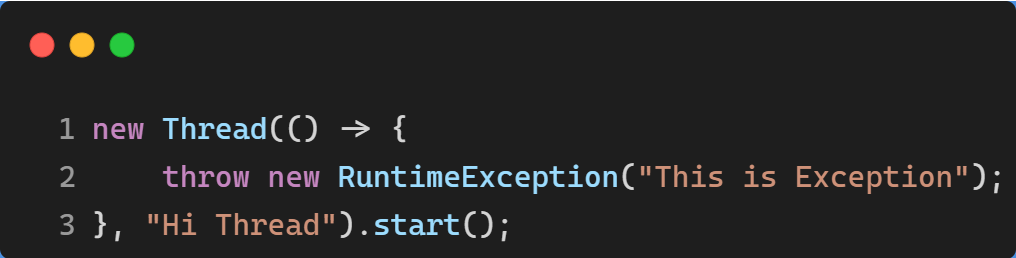 1 new Thread(() -> {
2     throw new RuntimeException("This is Exception");
3 }, "Hi Thread").start();